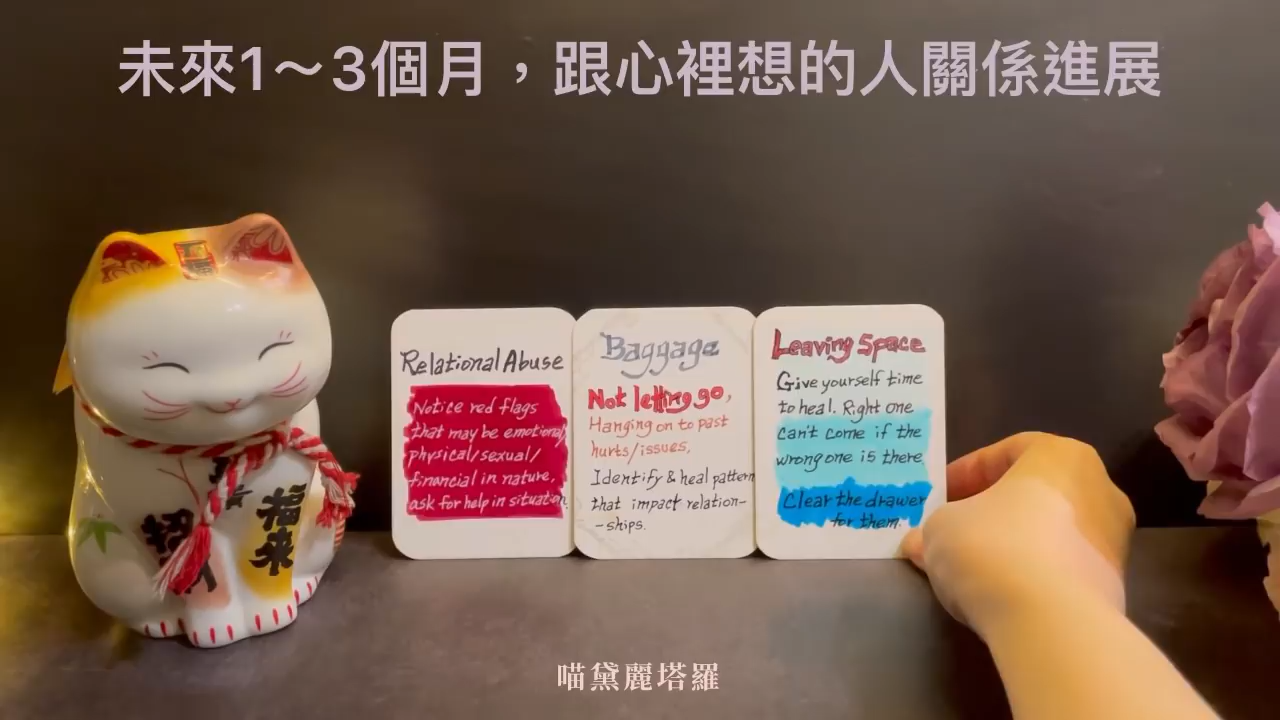 未來1～3個月，跟心裡想的人關係進展
Relational Abuse
Notice red flags
that may be emotional/
physical/sexual/
financial in nature,
ask for help in situation.
Baggage
Not letting go,
Hanging on to past
hurts/issues,
Identify & heal pattern
that impact relation-
-ships.
Leaving Space
Give yourself time
to heal. Right one
can't come if the
wrong one is there.
Clear the drawer
for them.
福
来
喵黛麗塔羅